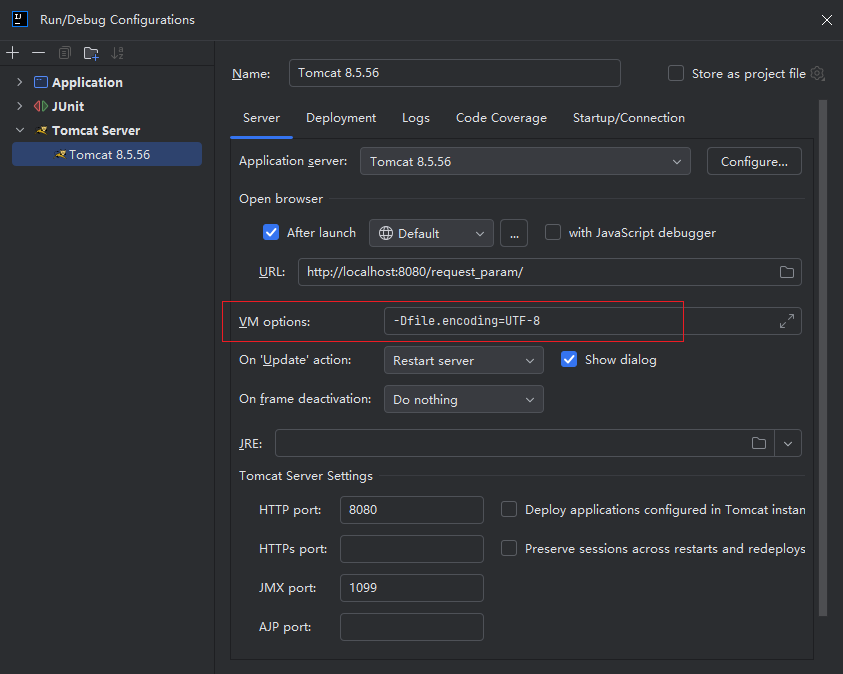 Run/Debug Configurations
Application
JUnit
Tomcat Server
Tomcat 8.5.56
Name: Tomcat 8.5.56 Store as project file
Server Deployment Logs Code Coverage Startup/Connection
Application server: Tomcat 8.5.56 Configure...
Open browser
After launch Default ... with JavaScript debugger
URL: http://localhost:8080/request_param/
VM options: -Dfile.encoding=UTF-8
On 'Update' action: Restart server Show dialog
On frame deactivation: Do nothing
JRE:
Tomcat Server Settings
HTTP port: 8080 Deploy applications configured in Tomcat instan
HTTPs port: Preserve sessions across restarts and redeploys
JMX port: 1099
AJP port: